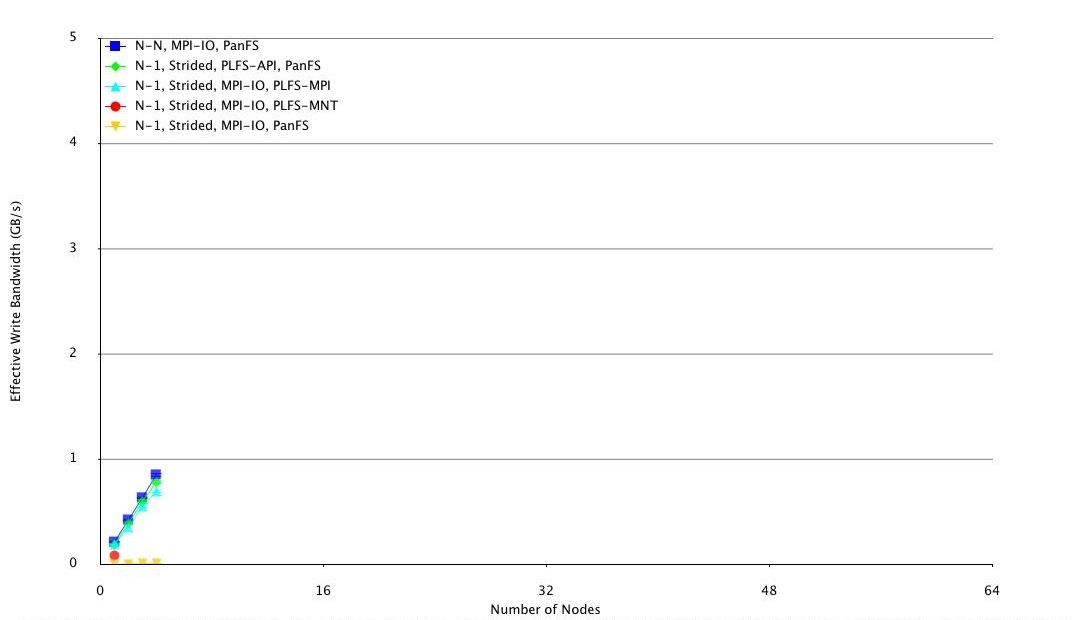 5
N-N, MPI-IO, PanFS
N-1, Strided, PLFS-API, PanFS
N-1, Strided, MPI-IO, PLFS-MPI
N-1, Strided, MPI-IO, PLFS-MNT
N-1, Strided, MPI-IO, PanFS
4
3
Effective Write Bandwidth (GB/s)
2
1
0
0 16 32 48 64
Number of Nodes